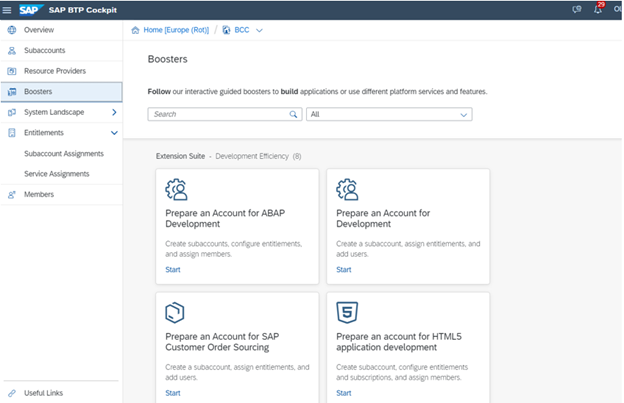 SAP SAP BTP Cockpit
29
Overview
Subaccounts
Resource Providers
Boosters
System Landscape
Entitlements
Subaccount Assignments
Service Assignments
Members
Useful Links
Home [Europe (Rot)] / BCC
Boosters
Follow our interactive guided boosters to build applications or use different platform services and features.
Search
All
Extension Suite - Development Efficiency (8)
Prepare an Account for ABAP
Development
Create subaccounts, configure entitlements,
and assign members.
Start
Prepare an Account for
Development
Create a subaccount, assign entitlements, and
add users.
Start
Prepare an Account for SAP
Customer Order Sourcing
Create a subaccount, assign entitlements, and
add users.
Start
5
Prepare an account for HTML5
application development
Create subaccount, configure entitlements
and subscriptions, and assign members.
Start